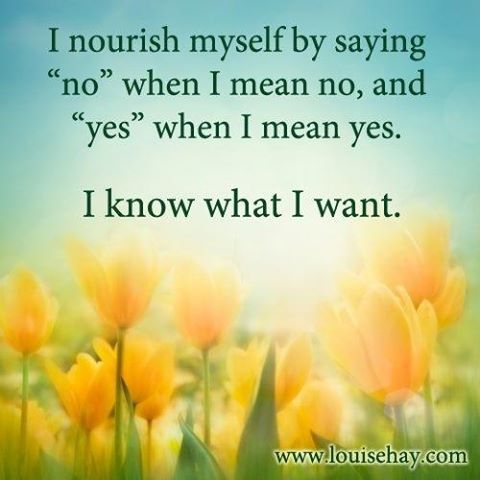 I nourish myself by saying
“no” when I mean no, and
“yes” when I mean yes.
I know what I want.
www.louisehay.com